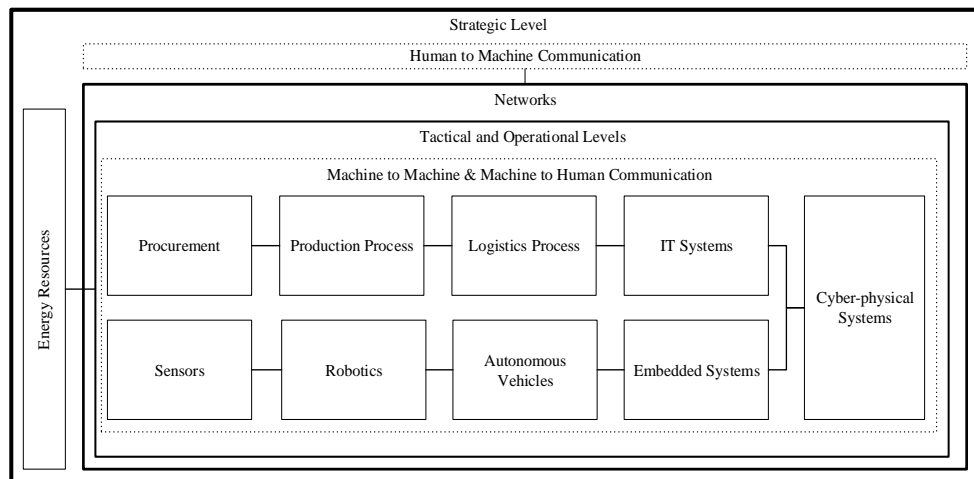 Strategic Level
Human to Machine Communication
Networks
Tactical and Operational Levels
Machine to Machine & Machine to Human Communication
Energy Resources
Procurement
Production Process
Logistics Process
IT Systems
Cyber-physical
Systems
Sensors
Robotics
Autonomous
Vehicles
Embedded Systems